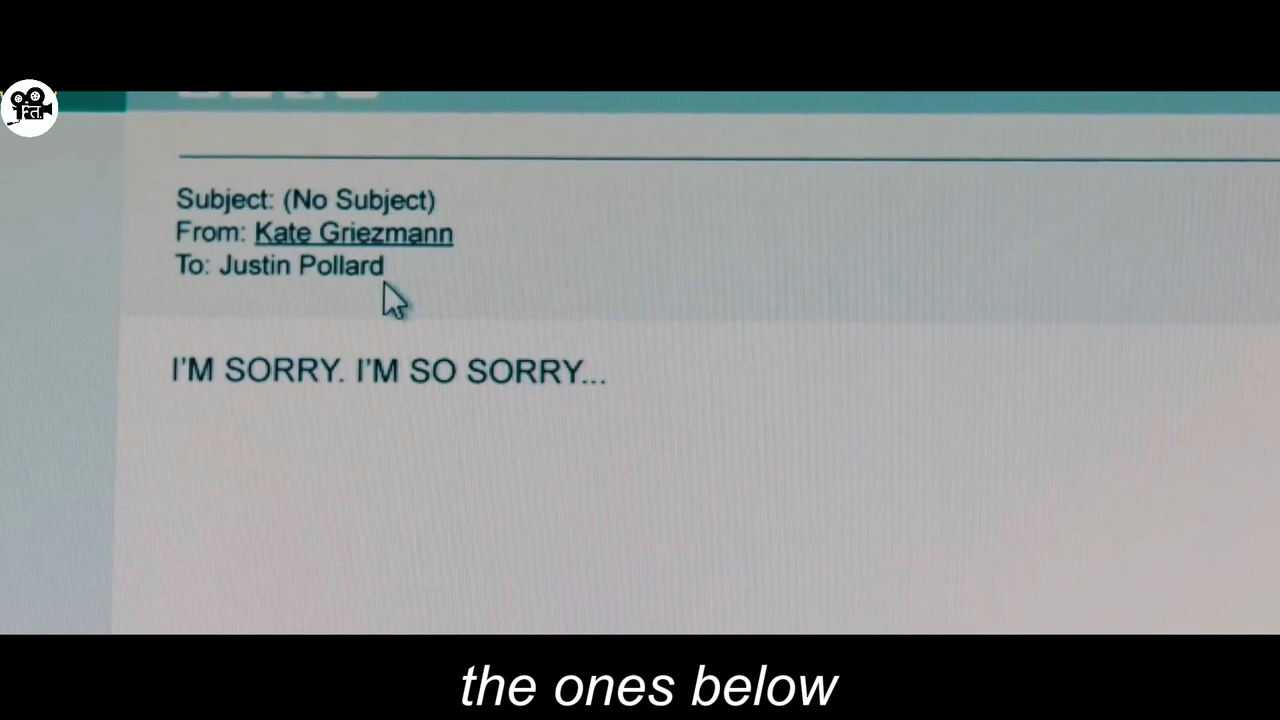 Subject: (No Subject)
From: Kate Griezmann
To: Justin Pollard
I'M SORRY. I'M SO SORRY...
the ones below